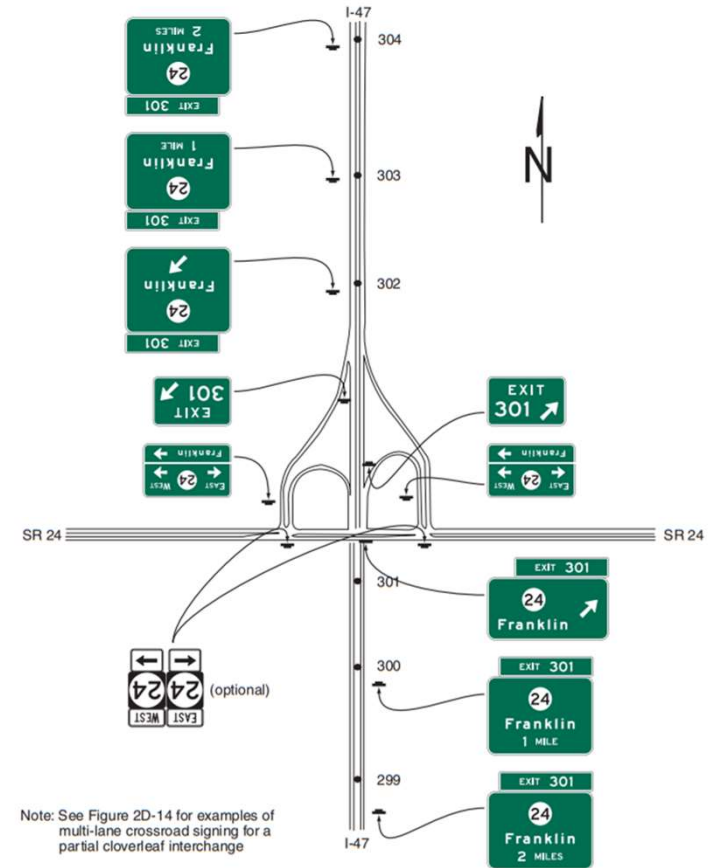 I-47
304
2 MILES
Franklin
24
EXIT 301
N
303
1 MILE
Franklin
24
EXIT 301
302
Franklin
24
EXIT 301
301
EXIT
EXIT
301
Franklin
EAST 24 WEST
Franklin
EAST 24 WEST
SR 24
SR 24
301
EXIT 301
24
Franklin
300
24 24 (optional)
WEST EAST
EXIT 301
24
Franklin
1 MILE
299
EXIT 301
24
Franklin
2 MILES
Note: See Figure 2D-14 for examples of
multi-lane crossroad signing for a
partial cloverleaf interchange
I-47